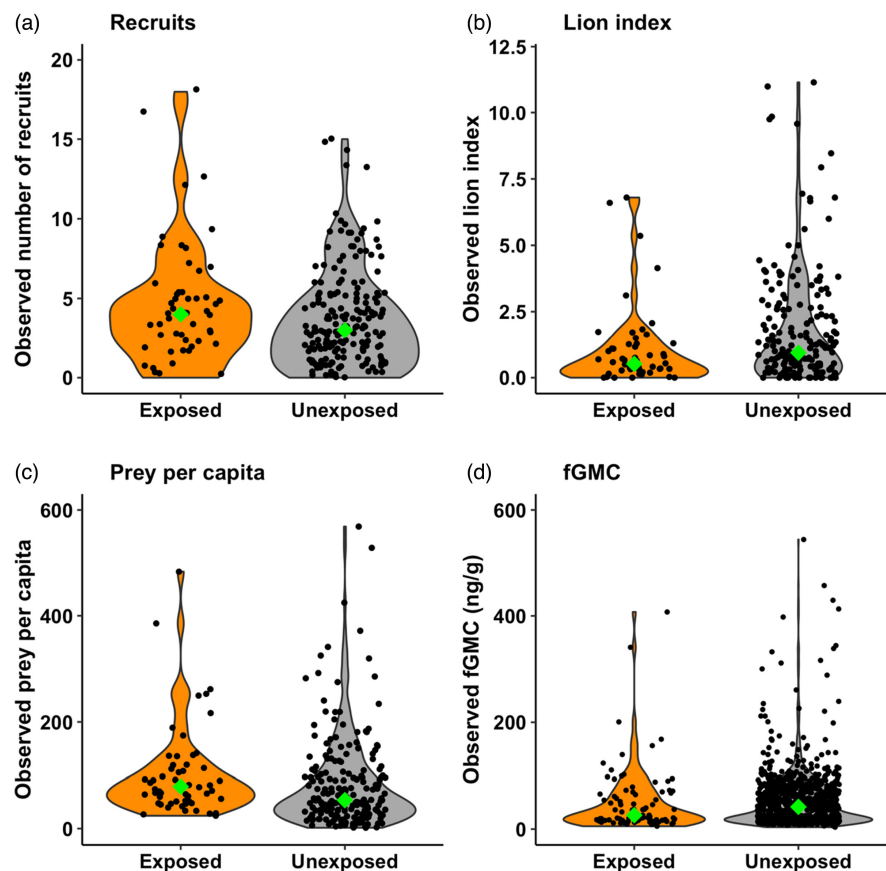 (a) Recruits
Observed number of recruits
20
15
10
5
0
Exposed Unexposed
(b) Lion index
Observed lion index
12.5
10.0
7.5
5.0
2.5
0.0
Exposed Unexposed
(c) Prey per capita
Observed prey per capita
600
400
200
0
Exposed Unexposed
(d) fGMC
Observed fGMC (ng/g)
600
400
200
0
Exposed Unexposed